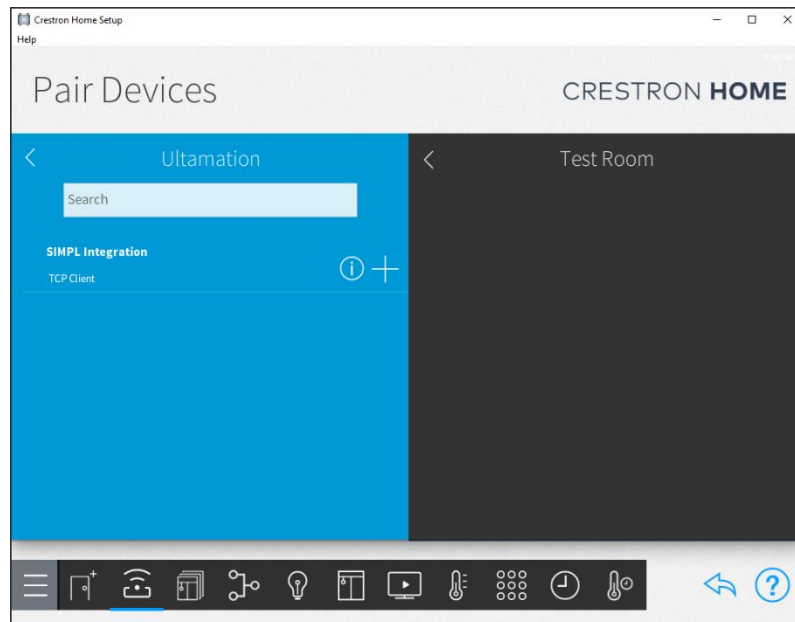 Crestron Home Setup
Help
Pair Devices
CRESTRON HOME
Ultamation
Test Room
Search
SIMPL Integration
TCP Client